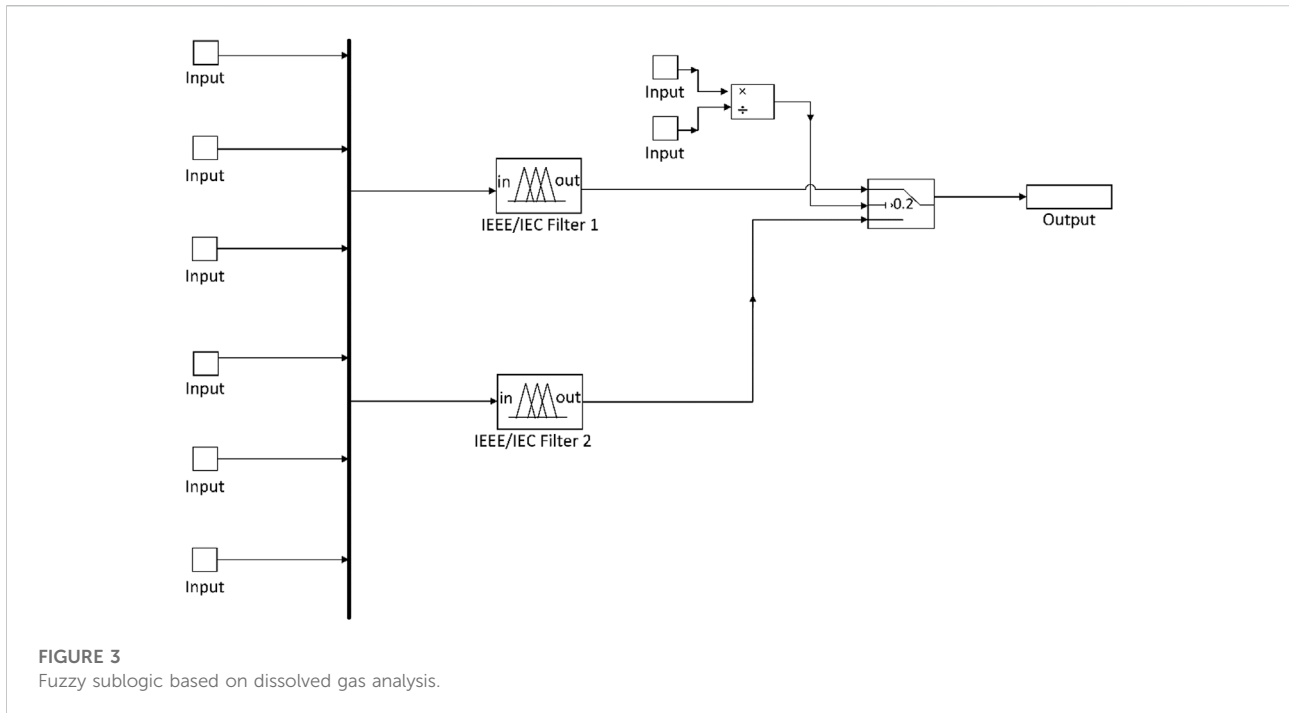 Input
Input
Input
Input
Input
Input
in out
IEEE/IEC Filter 1
in out
IEEE/IEC Filter 2
Input
Input
×
÷
>0.2
Output
FIGURE 3
Fuzzy sublogic based on dissolved gas analysis.